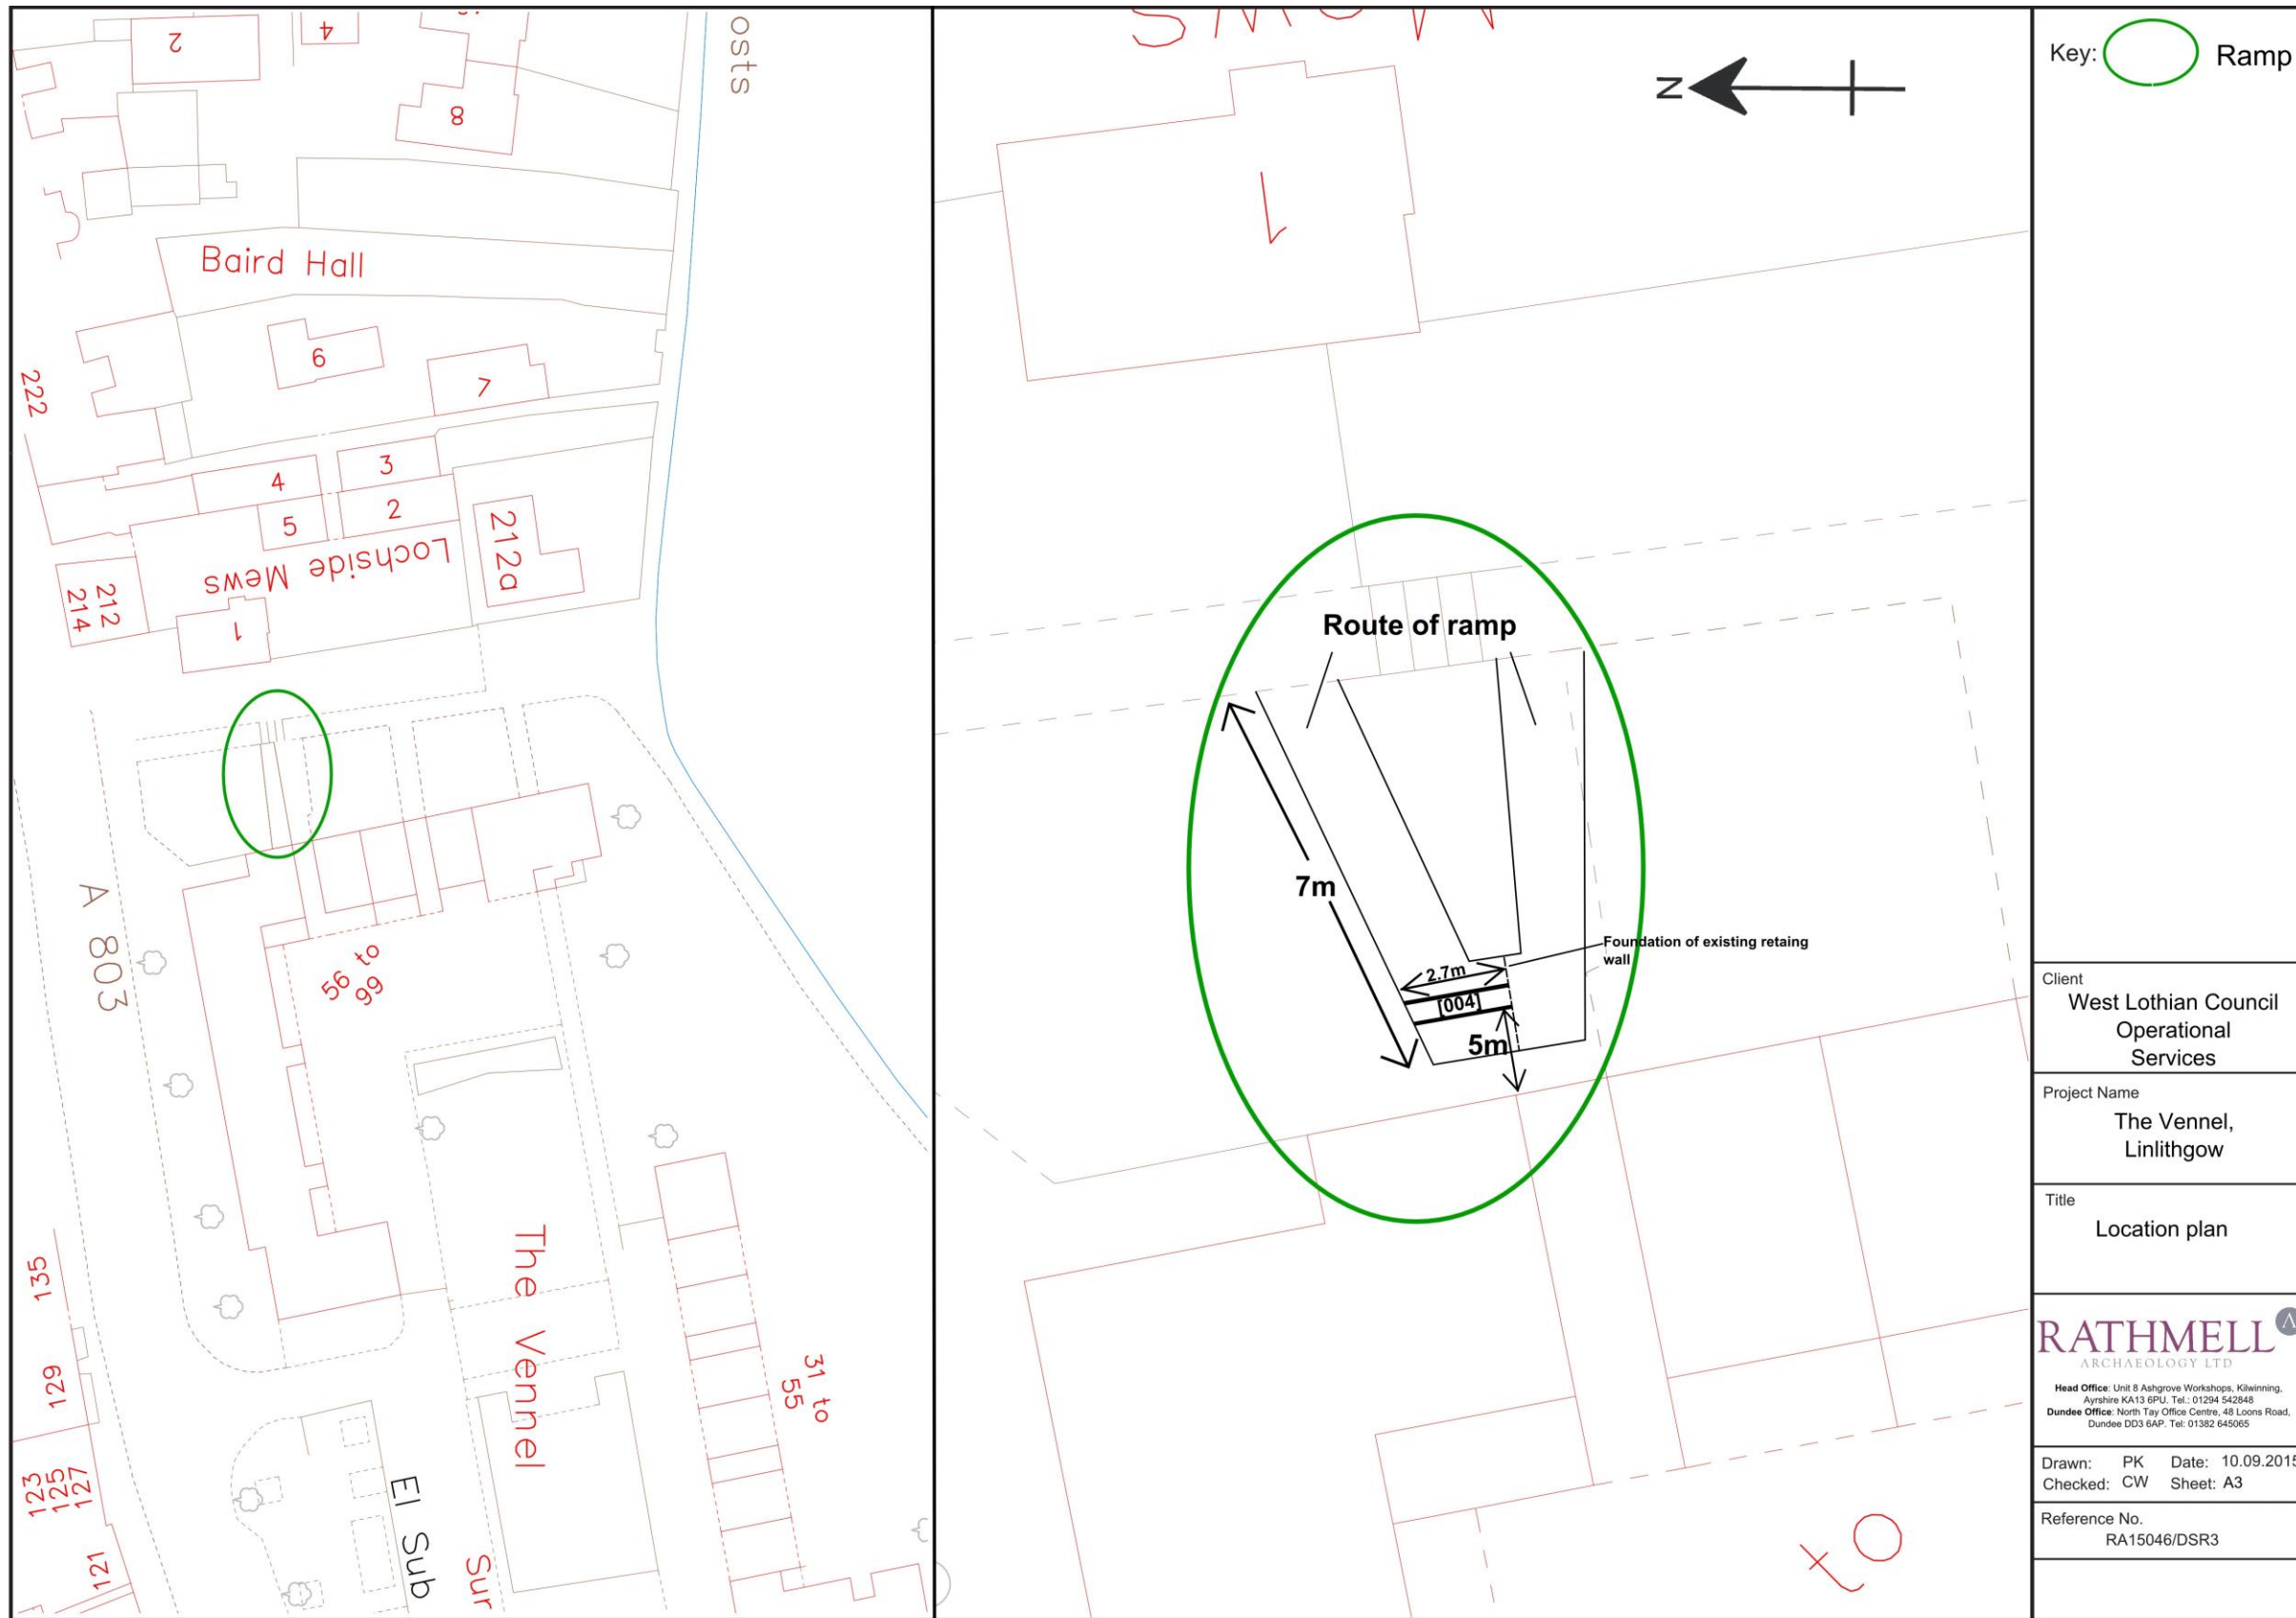 2
4
8
osts
Baird Hall
6
7
222
4
3
5
2
Lochside Mews
212a
212
214
1
A 803
56 to
99
The Vennel
31 to
55
135
129
123
125
127
121
El Sub
Sur
1
N
Route of ramp
7m
2.7m
[004]
5m
Foundation of existing retaing
wall
to
Key:
Ramp
Client
West Lothian Council
Operational
Services
Project Name
The Vennel,
Linlithgow
Title
Location plan
RATHMELL
ARCHAEOLOGY LTD
Head Office: Unit 8 Ashgrove Workshops, Kilwinning,
Ayrshire KA13 6PU. Tel.: 01294 542848
Dundee Office: North Tay Office Centre, 48 Loons Road,
Dundee DD3 6AP. Tel: 01382 645065
Drawn: PK Date: 10.09.2015
Checked: CW Sheet: A3
Reference No.
RA15046/DSR3